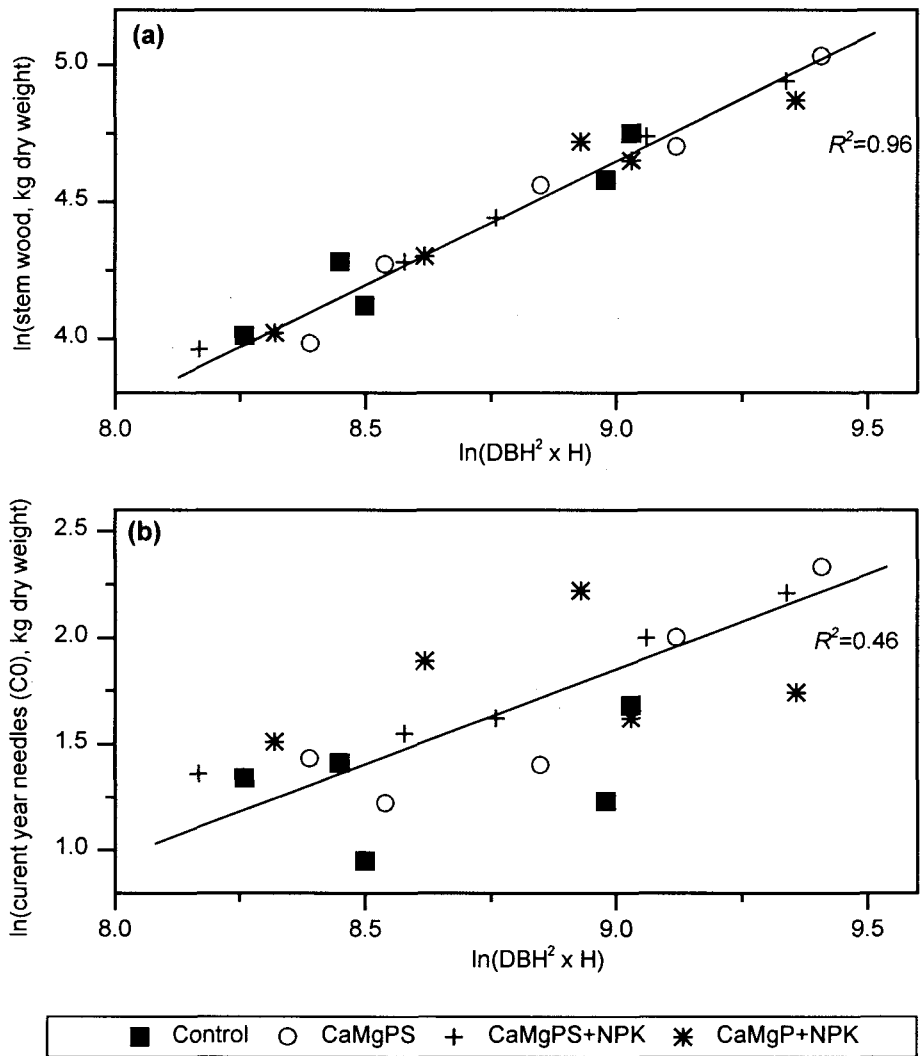 (a)
ln(stem wood, kg dry weight)
5.0
4.5
4.0
R²=0.96
8.0 8.5 9.0 9.5
ln(DBH² x H)
(b)
ln(curent year needles (C0), kg dry weight)
2.5
2.0
1.5
1.0
R²=0.46
8.0 8.5 9.0 9.5
ln(DBH² x H)
Control CaMgPS CaMgPS+NPK CaMgP+NPK